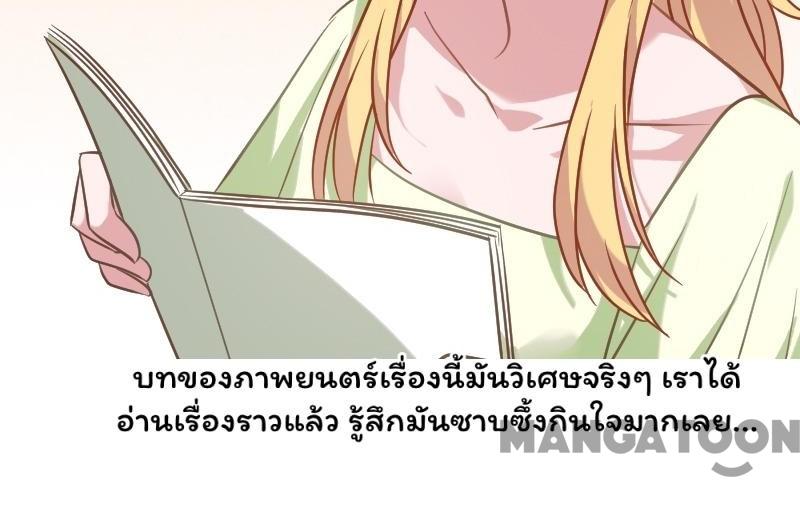 บทของภาพยนตร์เรื่องนี้มันวิเศษจริงๆ เราได้
อ่านเรื่องราวแล้ว รู้สึกมันซาบซึ้งกินใจมากเลย...
MANGATOON